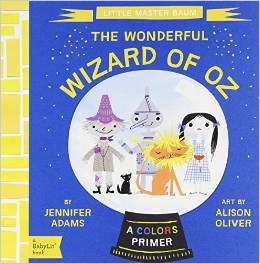 LITTLE MASTER BAUM
THE WONDERFUL
WIZARD OF OZ
BY
JENNIFER
ADAMS
ART BY
ALISON
OLIVER
A COLORS
PRIMER
a
BabyLit®
book